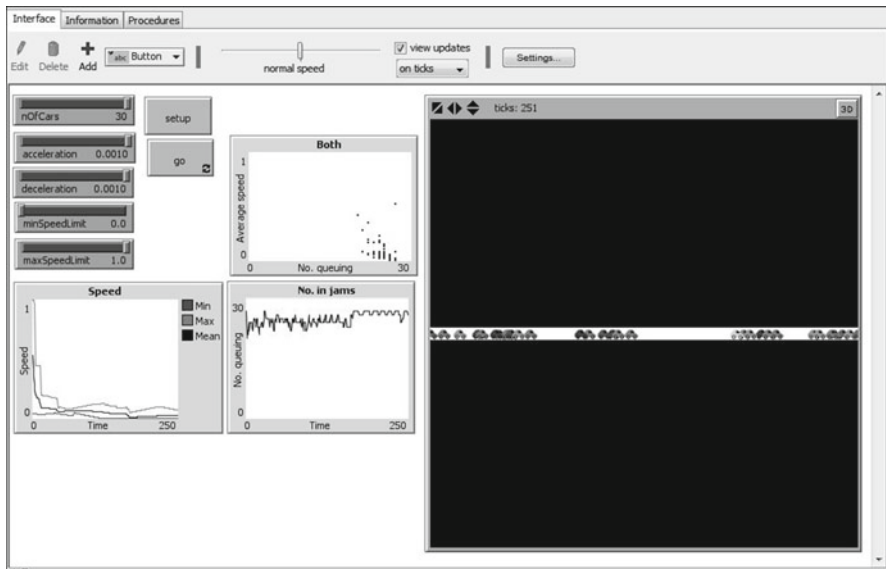 Interface Information Procedures
Edit Delete Add
abc Button
normal speed
view updates
on ticks
Settings...
nOfCars 30
acceleration 0.0010
deceleration 0.0010
minSpeedLimit 0.0
maxSpeedLimit 1.0
setup
go
Both
Average speed
1
0
0 No. queuing 30
Speed
Speed
1
0
0 Time 250
Min
Max
Mean
No. in jams
No. queuing
30
0
0 Time 250
ticks: 251
3D